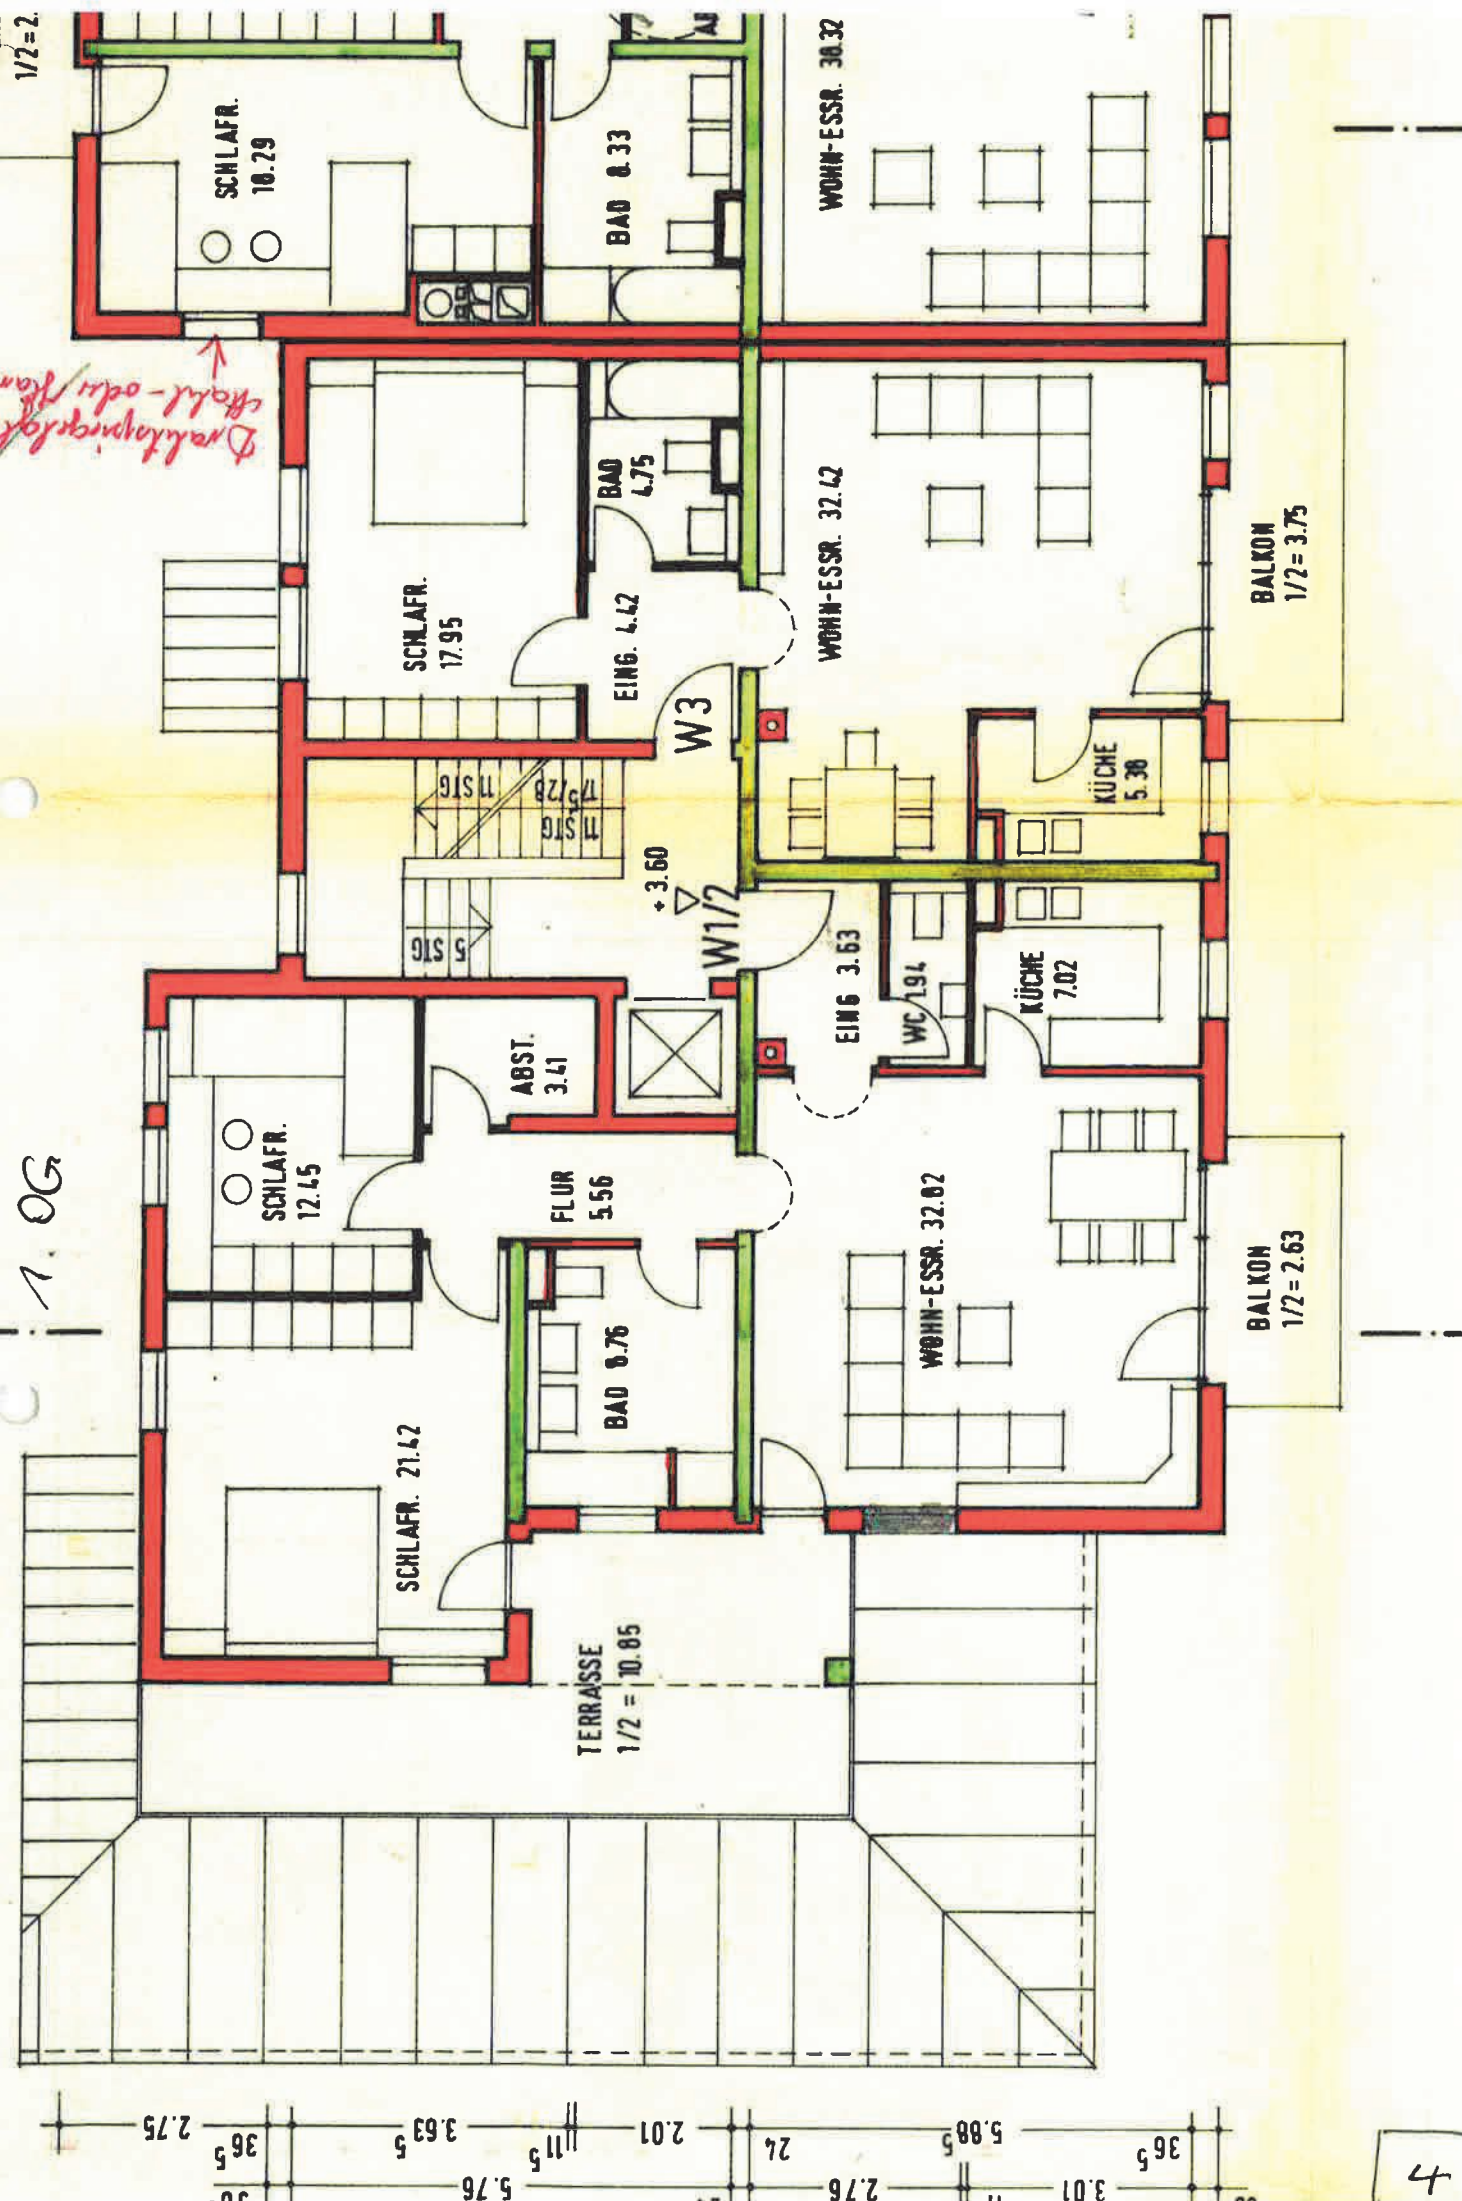 1/2=2.
SCHLAFR.
18.29
BAD 8.33
WOHN-ESSR. 38.32
Drahtspiegelgl
Stahl-oder
SCHLAFR.
17.95
BAD
4.75
EING. 4.42
WOHN-ESSR. 32.42
BALKON
1/2= 3.75
KÜCHE
5.38
W3
11 STG
17/28
5
11 STG
5 STG
+ 3.60
W1/2
EING 3.63
WC 1.94
KÜCHE
7.02
1. OG
SCHLAFR.
12.45
ABST.
3.41
FLUR
5.56
BAD 8.76
WOHN-ESSR. 32.82
BALKON
1/2= 2.63
SCHLAFR. 21.42
TERRASSE
1/2 = 10.85
2.75
36 5
3.63 5
11 5
2.01
24
5.88 5
36 5
5.76
2.76
3.01
4